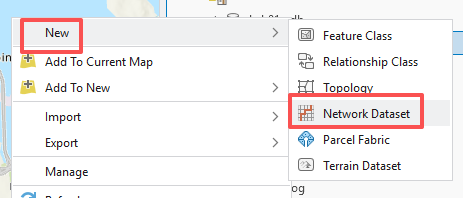 New
Add To Current Map
Add To New
Import
Export
Manage
Feature Class
Relationship Class
Topology
Network Dataset
Parcel Fabric
Terrain Dataset